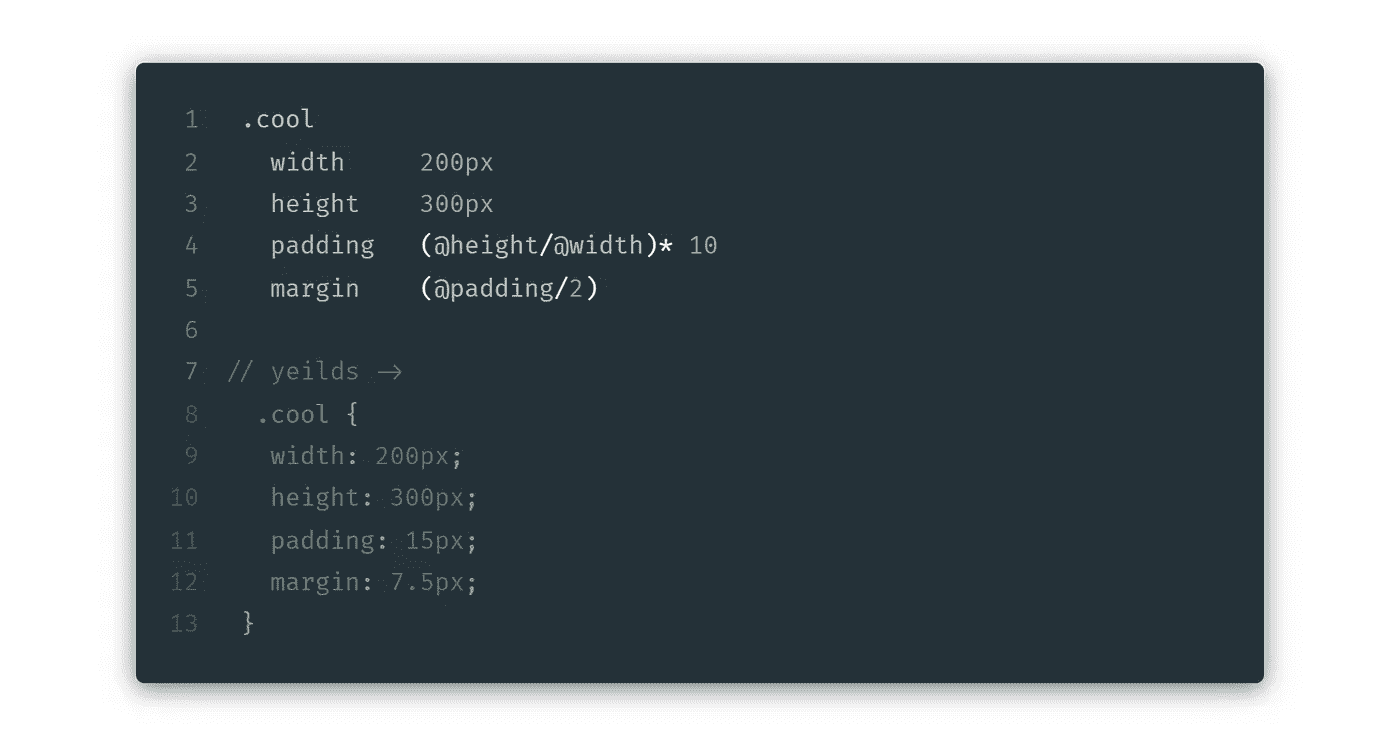 1 .cool
2 width 200px
3 height 300px
4 padding (@height/@width)* 10
5 margin (@padding/2)
6
7 // yeilds ->
8 .cool {
9 width: 200px;
10 height: 300px;
11 padding: 15px;
12 margin: 7.5px;
13 }